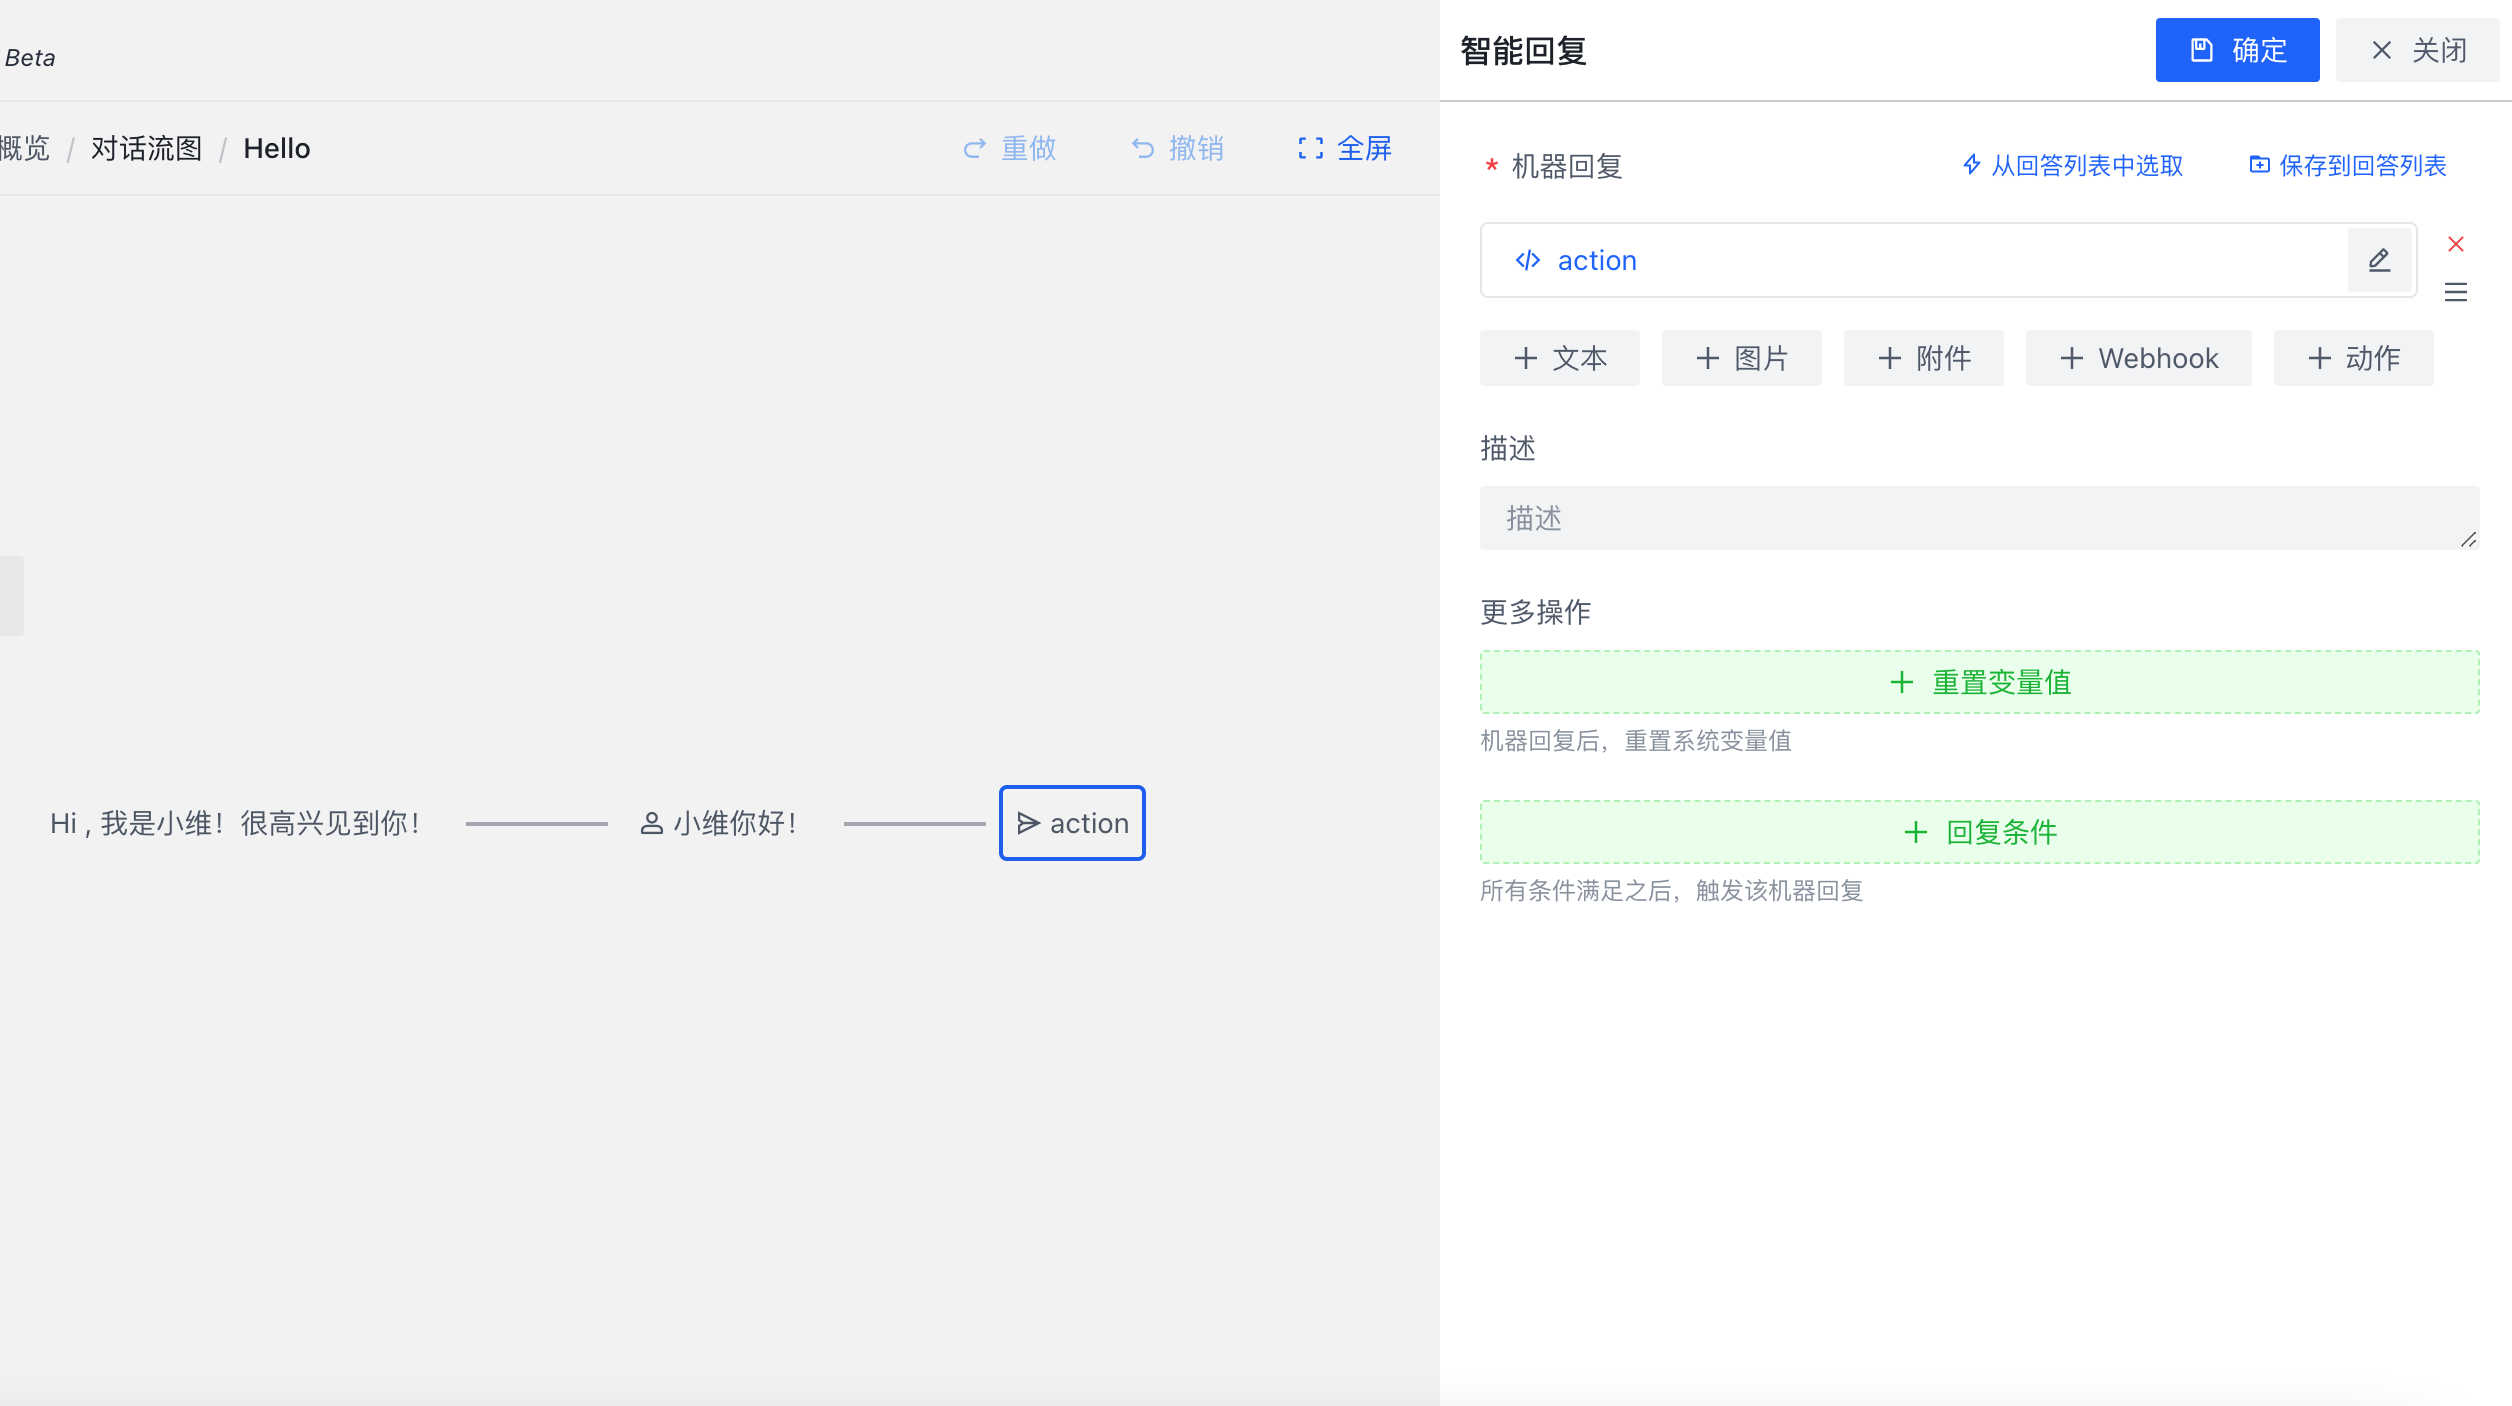 Beta
概览 / 对话流图 / Hello
重做 撤销 全屏
Hi , 我是小维！很高兴见到你！ 小维你好！ action
智能回复 确定 关闭
* 机器回复 从回答列表中选取 保存到回答列表
action
文本 图片 附件 Webhook 动作
描述
描述
更多操作
重置变量值
机器回复后，重置系统变量值
回复条件
所有条件满足之后，触发该机器回复